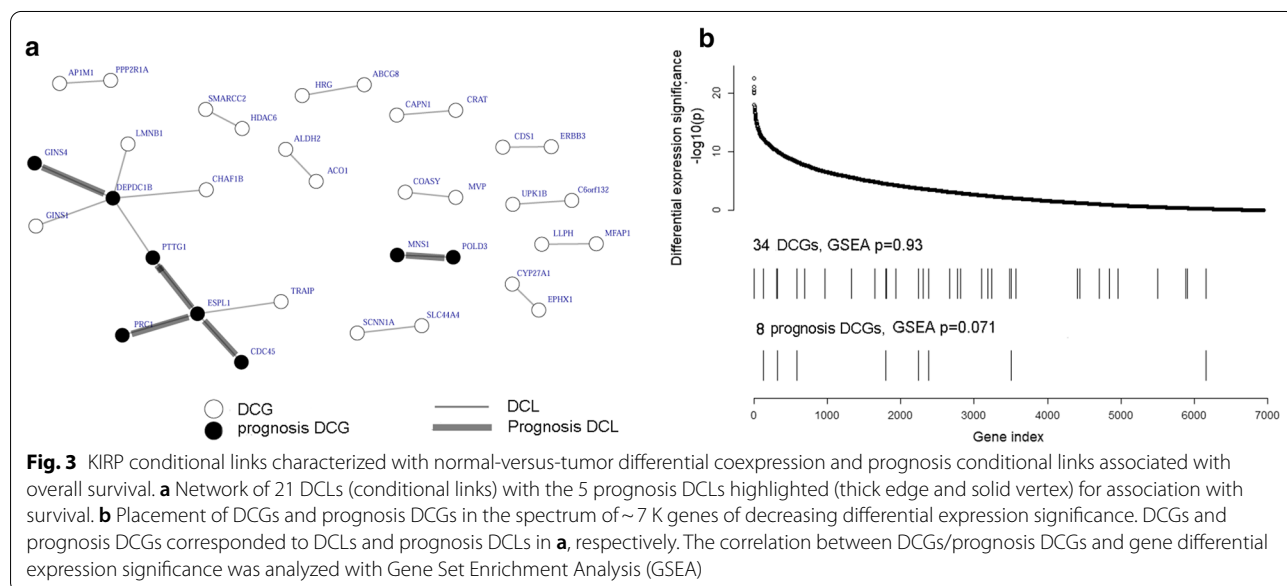 a
AP1M1 PPP2R1A
HRG ABCG8
SMARCC2
HDAC6
CAPN1 CRAT
LMNB1
ALDH2
ACO1
CDS1 ERBB3
GINS4
DEPDC1B
CHAF1B
COASY MVP
UPK1B C6orf132
GINS1
PTTG1
MNS1 POLD3
LLPH MFAP1
CYP27A1
EPHX1
ESPL1 TRAIP
PRC1
CDC45
SCNN1A SLC44A4
DCG
prognosis DCG
DCL
Prognosis DCL
b
Differential expression significance
-log10(p)
20
10
0
34 DCGs, GSEA p=0.93
8 prognosis DCGs, GSEA p=0.071
0 1000 2000 3000 4000 5000 6000 7000
Gene index
Fig. 3 KIRP conditional links characterized with normal-versus-tumor differential coexpression and prognosis conditional links associated with
overall survival. a Network of 21 DCLs (conditional links) with the 5 prognosis DCLs highlighted (thick edge and solid vertex) for association with
survival. b Placement of DCGs and prognosis DCGs in the spectrum of ~ 7 K genes of decreasing differential expression significance. DCGs and
prognosis DCGs corresponded to DCLs and prognosis DCLs in a, respectively. The correlation between DCGs/prognosis DCGs and gene differential
expression significance was analyzed with Gene Set Enrichment Analysis (GSEA)